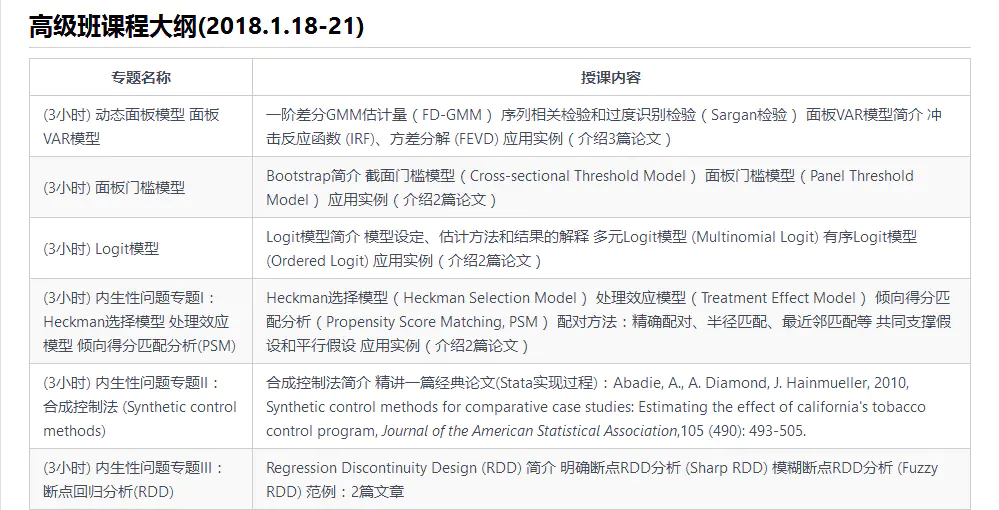 高级班课程大纲(2018.1.18-21)
专题名称
授课内容
(3小时) 动态面板模型 面板
VAR模型
一阶差分GMM估计量（FD-GMM） 序列相关检验和过度识别检验（Sargan检验） 面板VAR模型简介 冲
击反应函数 (IRF)、方差分解 (FEVD) 应用实例（介绍3篇论文）
(3小时) 面板门槛模型
Bootstrap简介 截面门槛模型（Cross-sectional Threshold Model） 面板门槛模型（Panel Threshold
Model） 应用实例（介绍2篇论文）
(3小时) Logit模型
Logit模型简介 模型设定、估计方法和结果的解释 多元Logit模型 (Multinomial Logit) 有序Logit模型
(Ordered Logit) 应用实例（介绍2篇论文）
(3小时) 内生性问题专题I：
Heckman选择模型 处理效应
模型 倾向得分匹配分析(PSM)
Heckman选择模型（Heckman Selection Model） 处理效应模型（Treatment Effect Model） 倾向得分匹
配分析（Propensity Score Matching, PSM） 配对方法：精确配对、半径匹配、最近邻匹配等 共同支撑假
设和平行假设 应用实例（介绍2篇论文）
(3小时) 内生性问题专题II：
合成控制法 (Synthetic control
methods)
合成控制法简介 精讲一篇经典论文(Stata实现过程)：Abadie, A., A. Diamond, J. Hainmueller, 2010,
Synthetic control methods for comparative case studies: Estimating the effect of california's tobacco
control program, Journal of the American Statistical Association,105 (490): 493-505.
(3小时) 内生性问题专题III：
断点回归分析(RDD)
Regression Discontinuity Design (RDD) 简介 明确断点RDD分析 (Sharp RDD) 模糊断点RDD分析 (Fuzzy
RDD) 范例：2篇文章